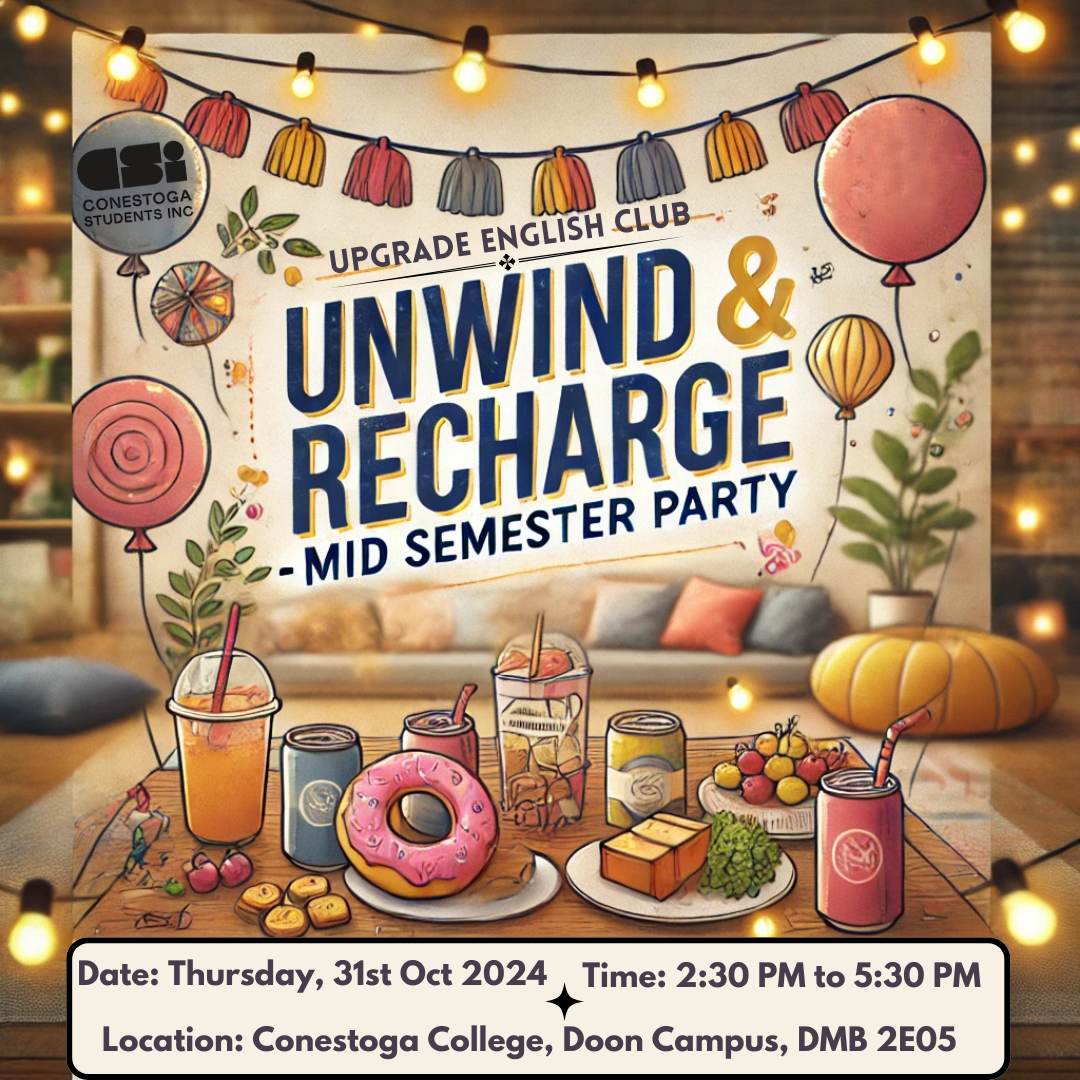 CSi
CONESTOGA
STUDENTS INC
UPGRADE ENGLISH CLUB
UNWIND &
RECHARGE
-MID SEMESTER PARTY
Date: Thursday, 31st Oct 2024
Time: 2:30 PM to 5:30 PM
Location: Conestoga College, Doon Campus, DMB 2E05